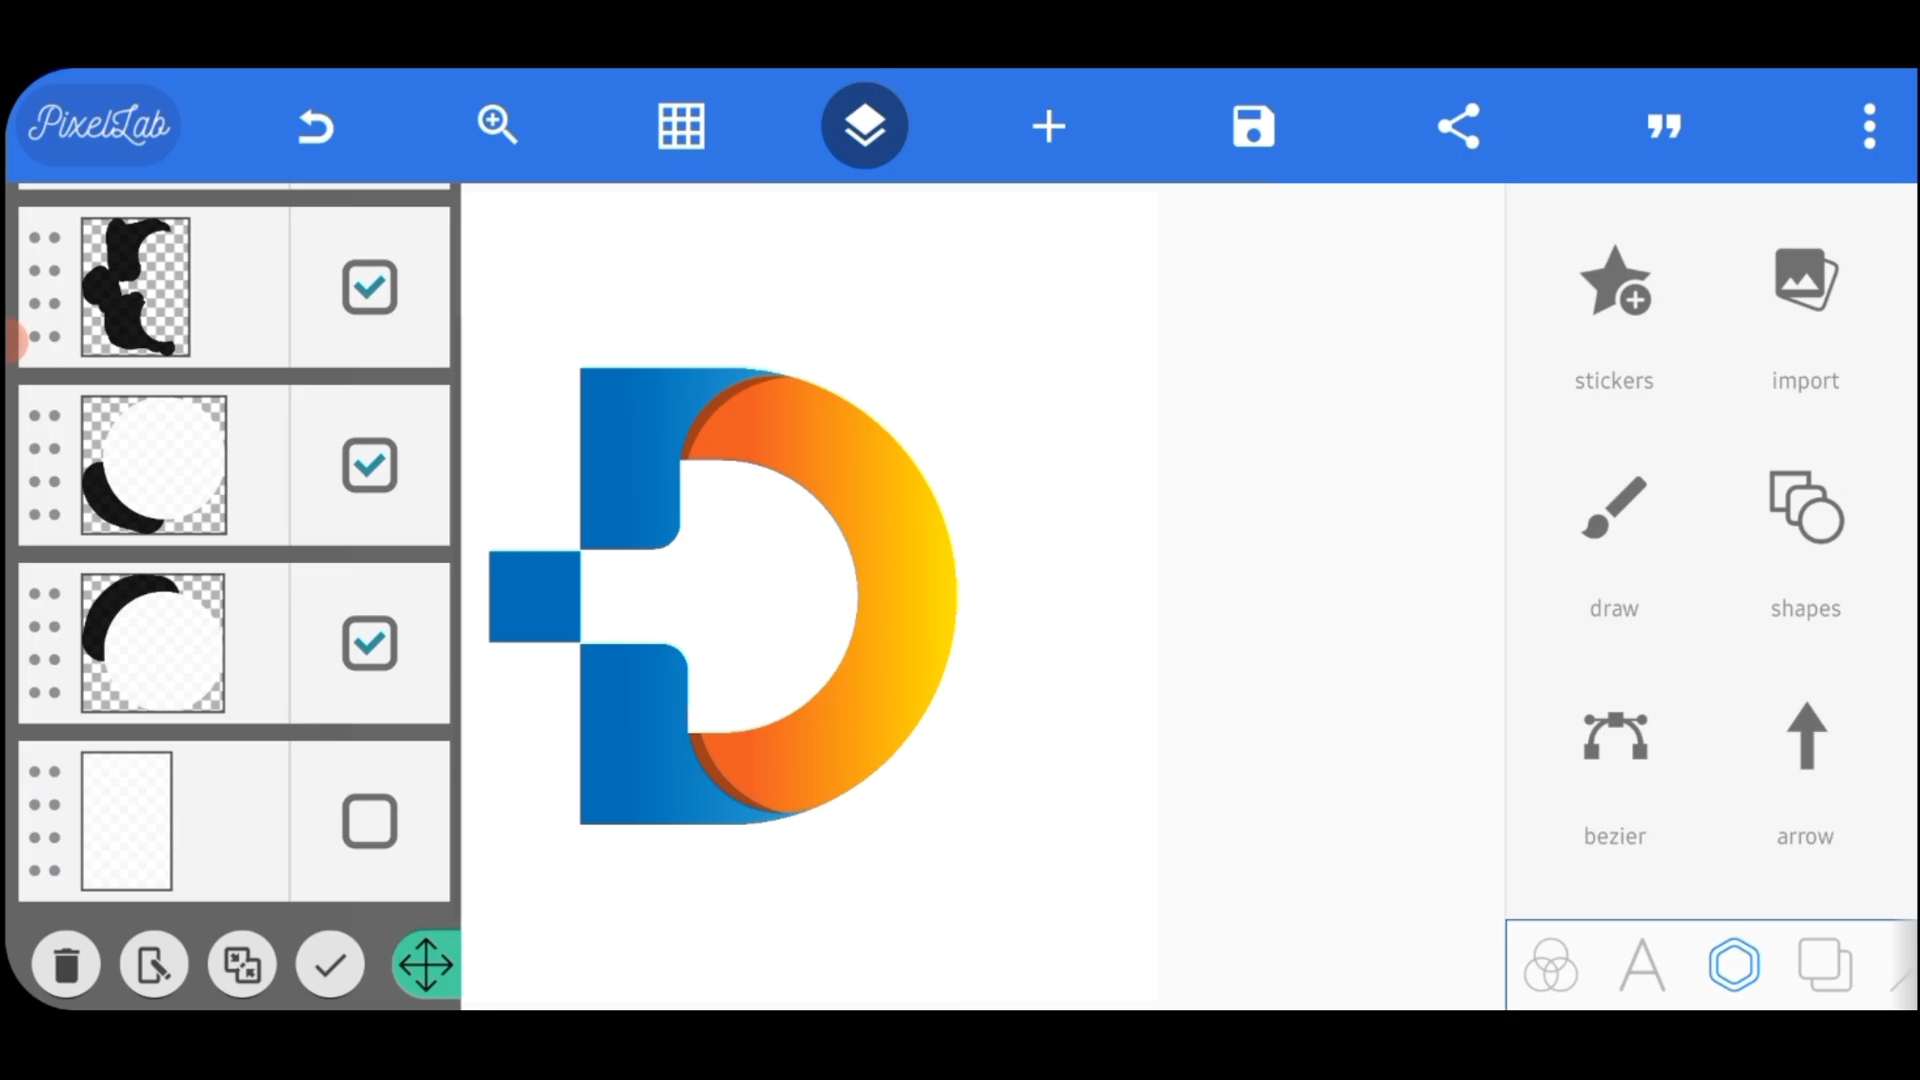 PixelLab
stickers
import
draw
shapes
bezier
arrow